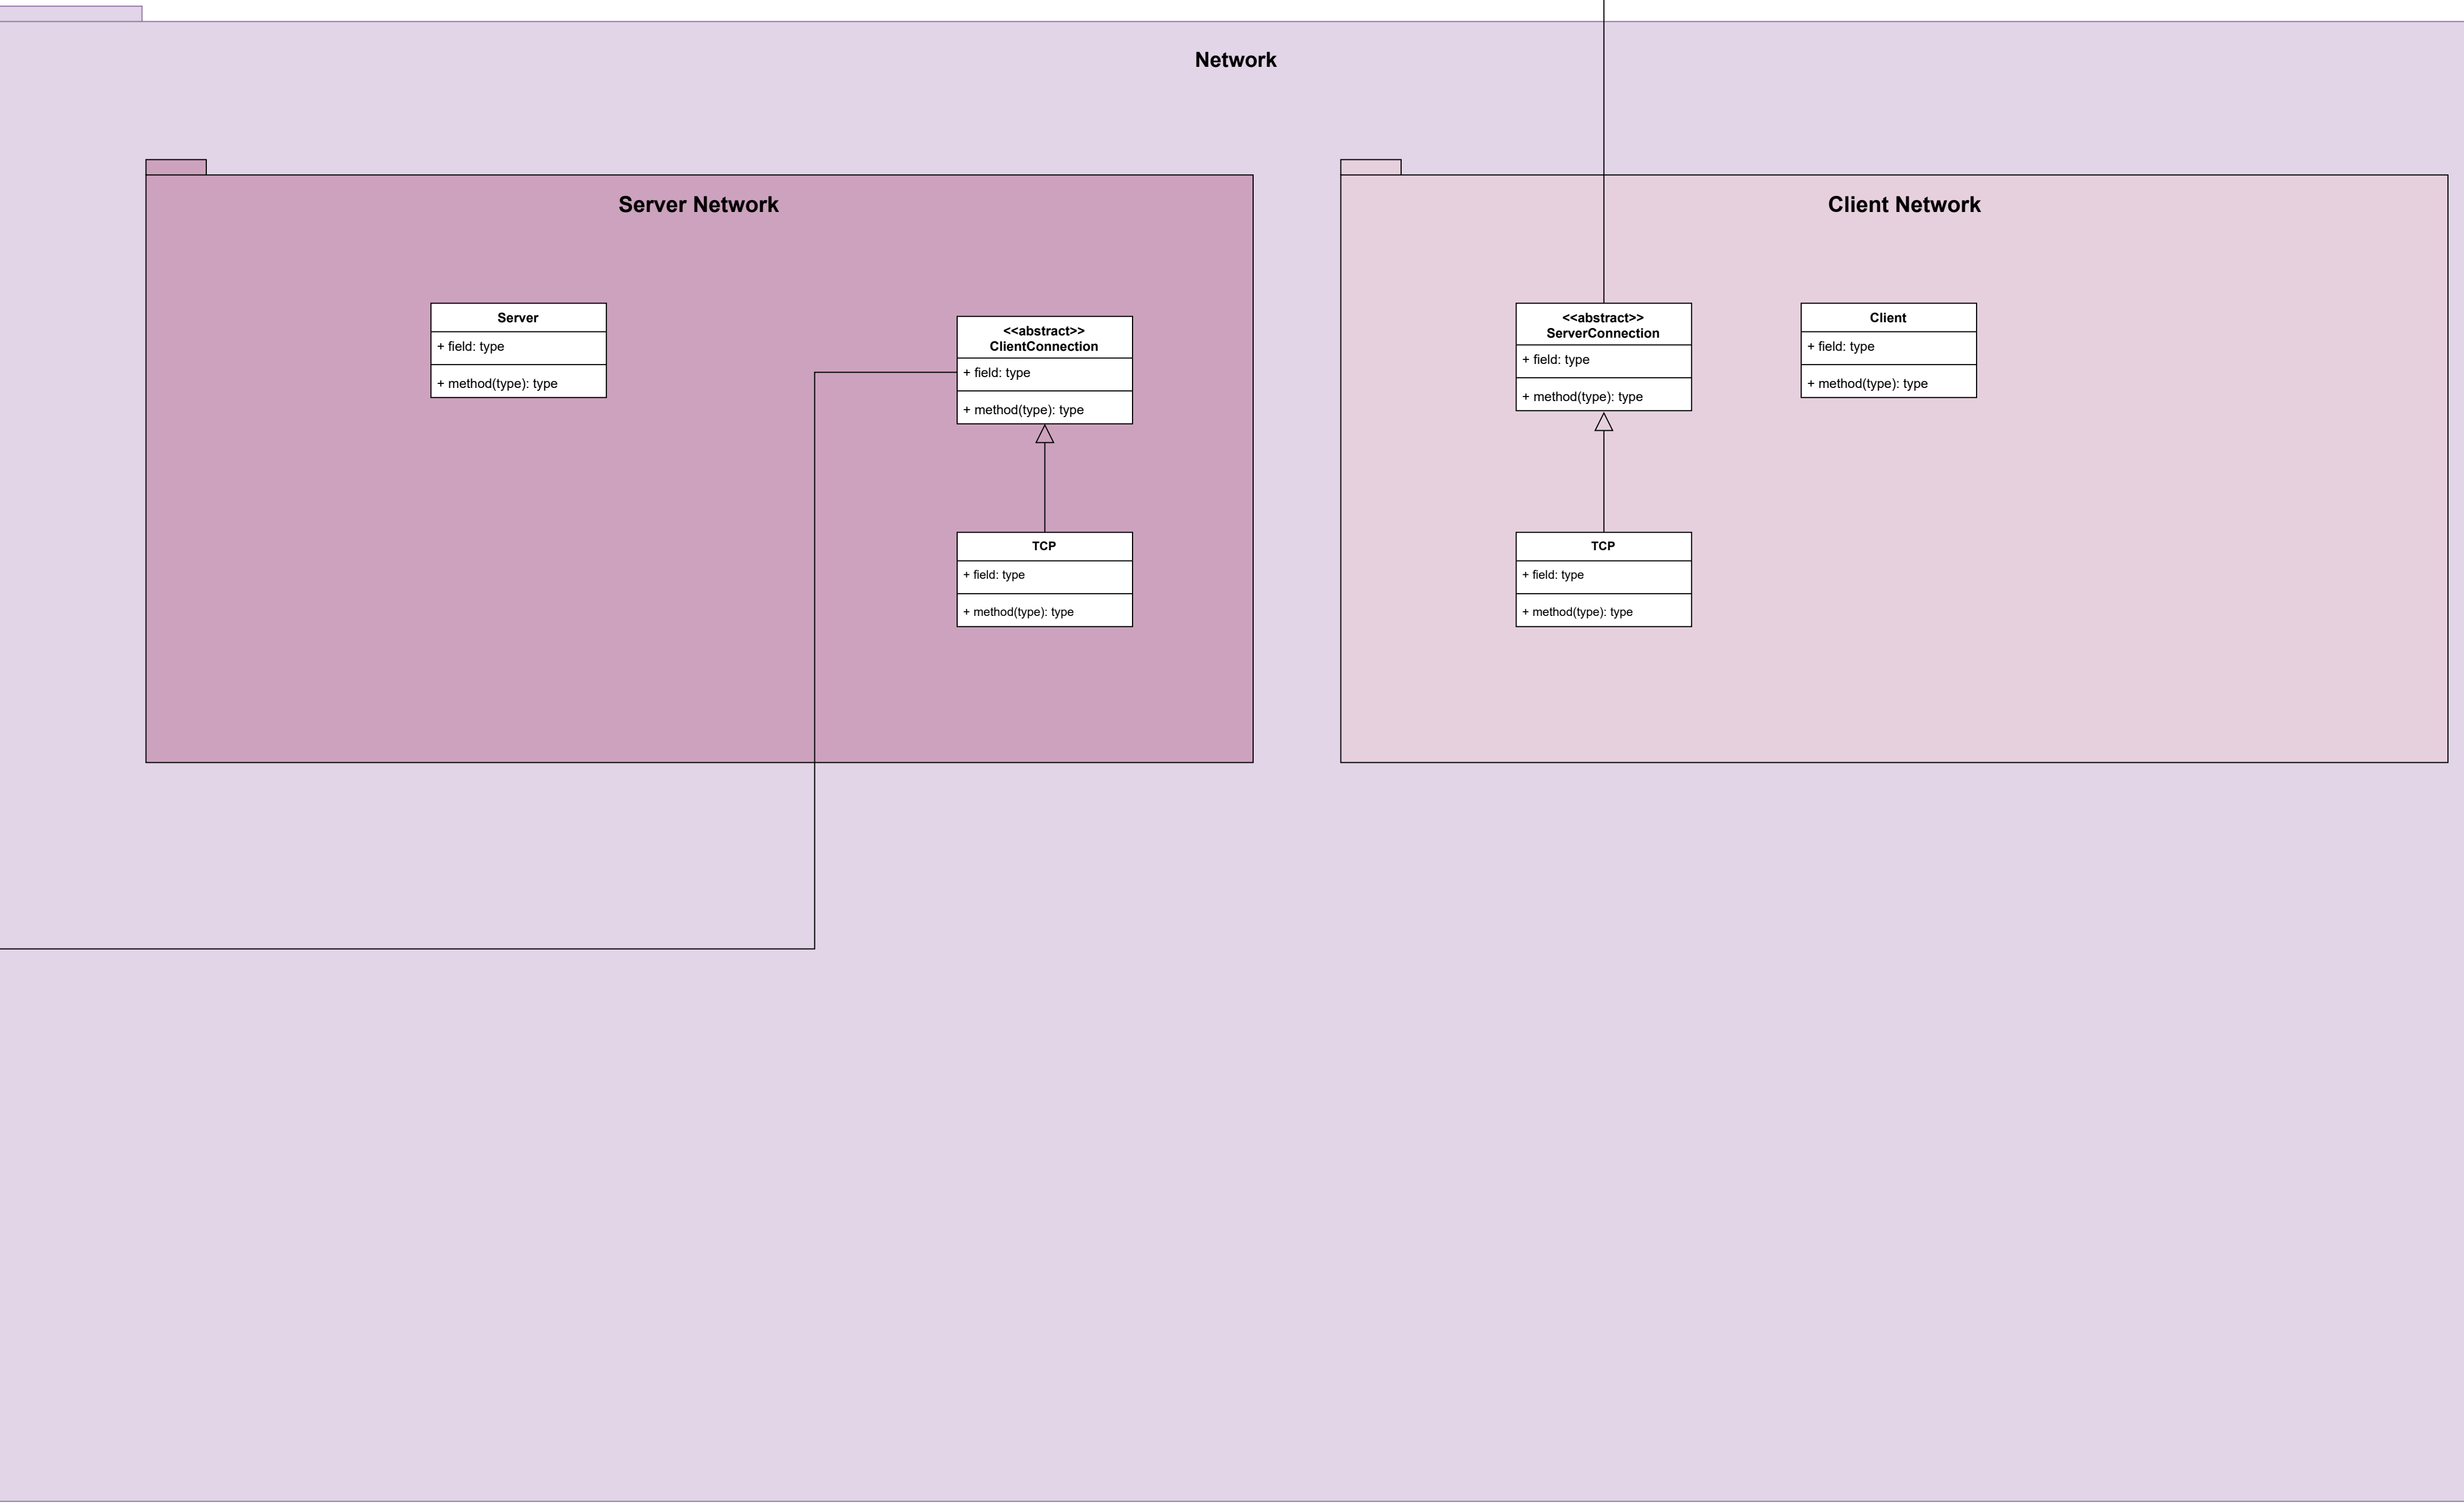 Network
Server Network
Server
+ field: type
+ method(type): type
<<abstract>>
ClientConnection
+ field: type
+ method(type): type
TCP
+ field: type
+ method(type): type
Client Network
<<abstract>>
ServerConnection
+ field: type
+ method(type): type
Client
+ field: type
+ method(type): type
TCP
+ field: type
+ method(type): type